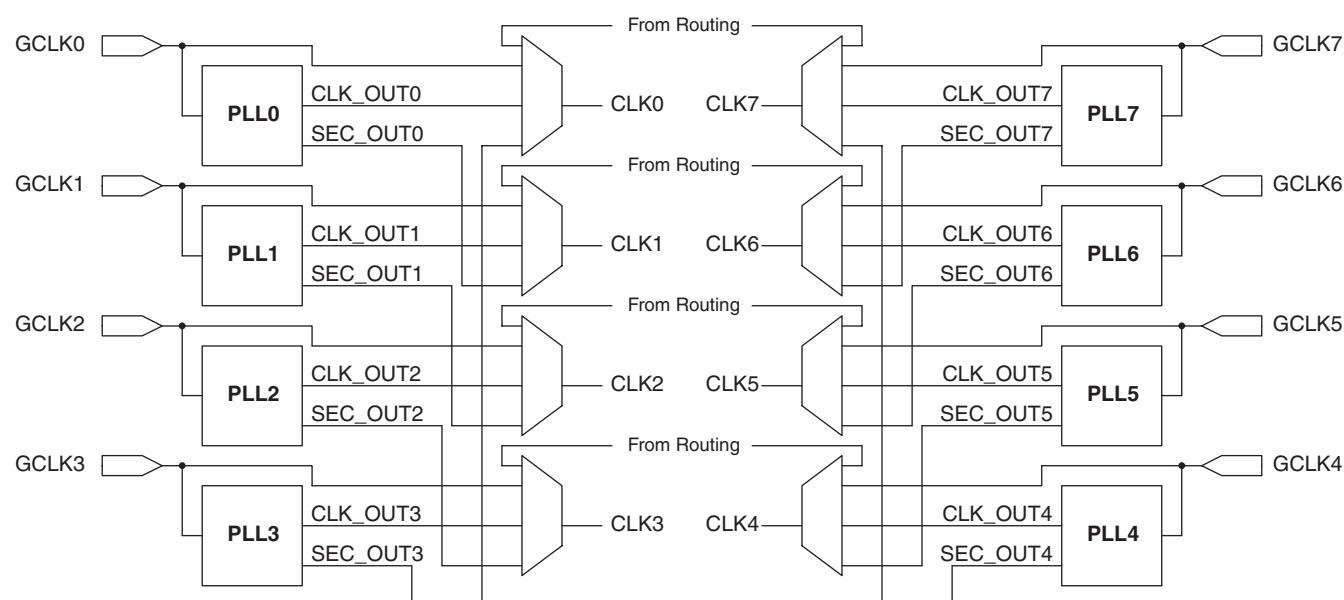 From Routing
GCLK0
GCLK7
CLK_OUT0
CLK_OUT7
PLL0
CLK0
CLK7
PLL7
SEC_OUT0
SEC_OUT7
From Routing
GCLK1
GCLK6
CLK_OUT1
CLK_OUT6
PLL1
CLK1
CLK6
PLL6
SEC_OUT1
SEC_OUT6
From Routing
GCLK2
GCLK5
CLK_OUT2
CLK_OUT5
PLL2
CLK2
CLK5
PLL5
SEC_OUT2
SEC_OUT5
From Routing
GCLK3
GCLK4
CLK_OUT3
CLK_OUT4
PLL3
CLK3
CLK4
PLL4
SEC_OUT3
SEC_OUT4